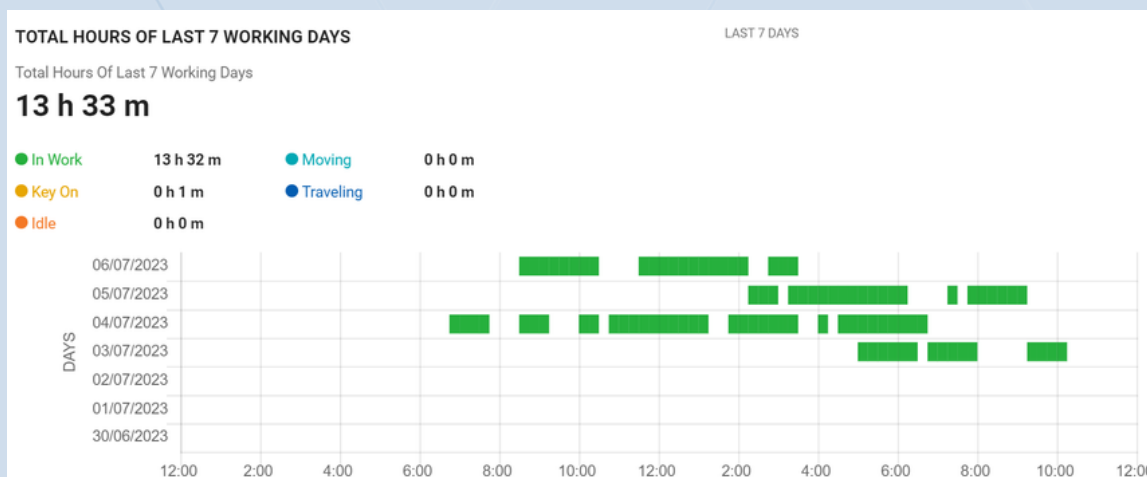 TOTAL HOURS OF LAST 7 WORKING DAYS
LAST 7 DAYS
Total Hours Of Last 7 Working Days
13 h 33 m
In Work 13 h 32 m Moving 0 h 0 m
Key On 0 h 1 m Traveling 0 h 0 m
Idle 0 h 0 m
06/07/2023
05/07/2023
04/07/2023
03/07/2023
02/07/2023
01/07/2023
30/06/2023
DAYS
12:00 2:00 4:00 6:00 8:00 10:00 12:00 2:00 4:00 6:00 8:00 10:00 12:0